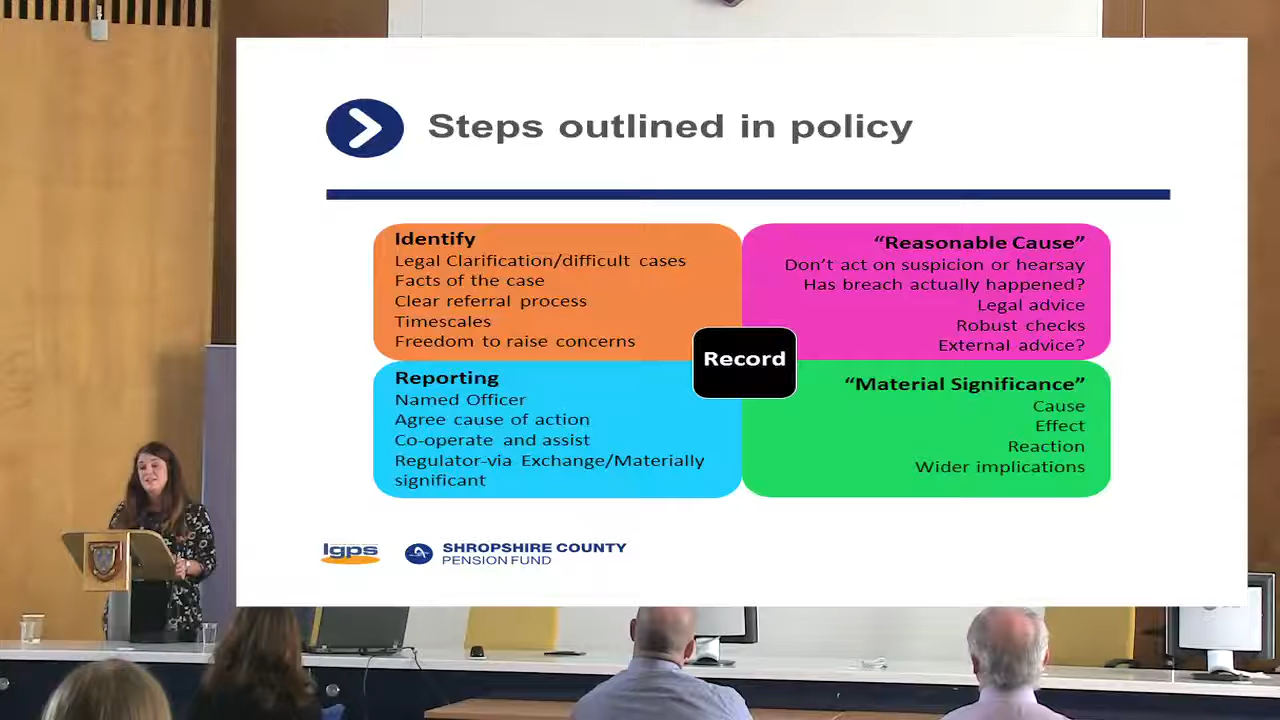 Steps outlined in policy
Identify
Legal Clarification/difficult cases
Facts of the case
Clear referral process
Timescales
Freedom to raise concerns
“Reasonable Cause”
Don’t act on suspicion or hearsay
Has breach actually happened?
Legal advice
Robust checks
External advice?
Record
Reporting
Named Officer
Agree cause of action
Co-operate and assist
Regulator-via Exchange/Materially
significant
“Material Significance”
Cause
Effect
Reaction
Wider implications
lgps
SHROPSHIRE COUNTY
PENSION FUND